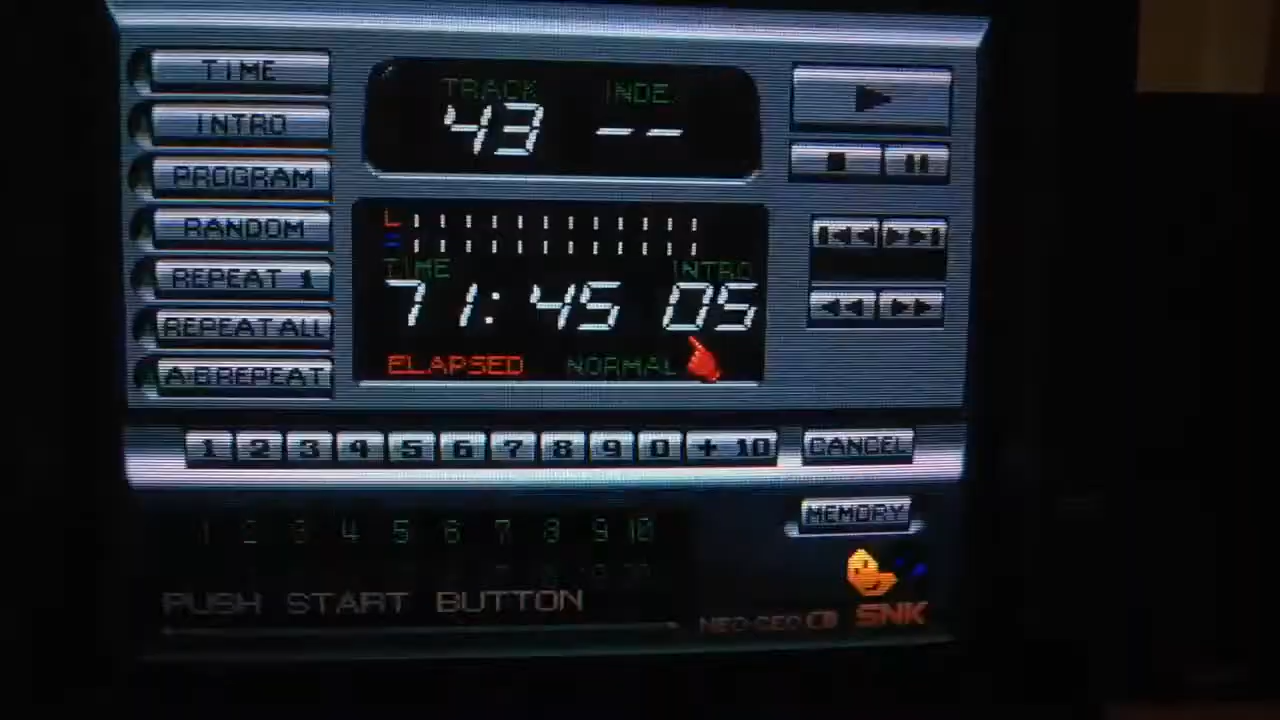 TIME
INTRO
PROGRAM
RANDOM
REPEAT 1
REPEAT ALL
A-B REPEAT
TRACK INDE
43 --
L
TIME INTRO
71:45 05
ELAPSED NORMAL
1 2 3 4 5 6 7 8 9 0 +10
CANCEL
MEMORY
1 2 3 4 5 6 7 8 9 10
PUSH START BUTTON
NEO·GEO CD SNK